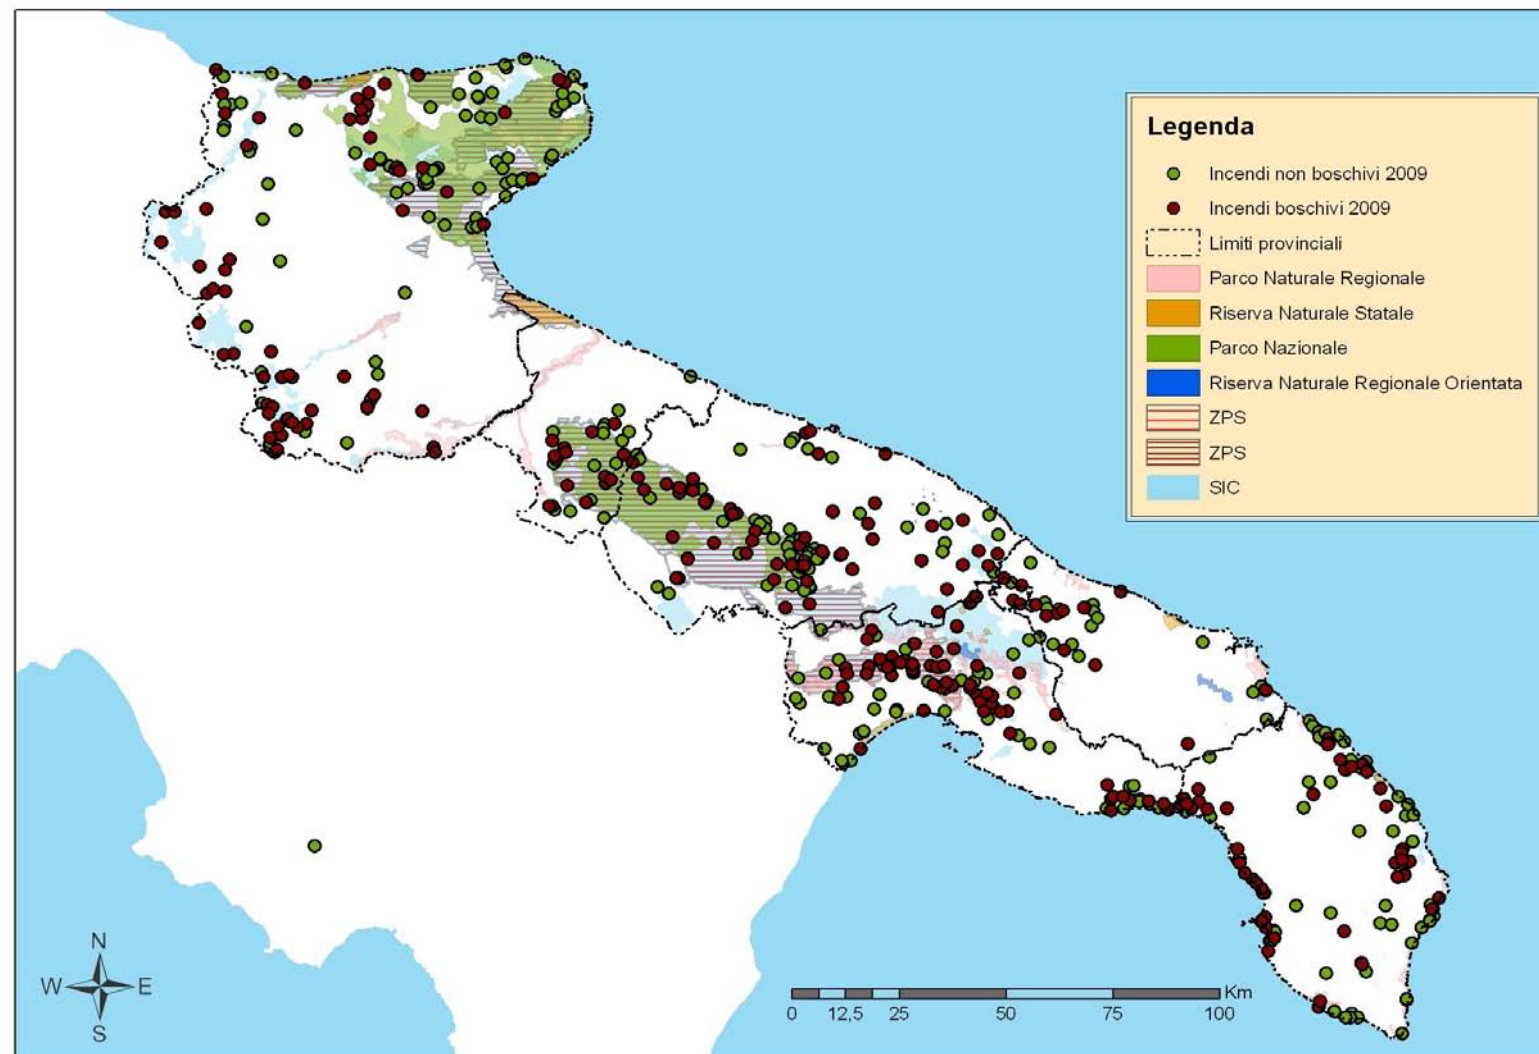 Legenda
Incendi non boschivi 2009
Incendi boschivi 2009
Limiti provinciali
Parco Naturale Regionale
Riserva Naturale Statale
Parco Nazionale
Riserva Naturale Regionale Orientata
ZPS
ZPS
SIC
N
W E
S
Km
0 12,5 25 50 75 100